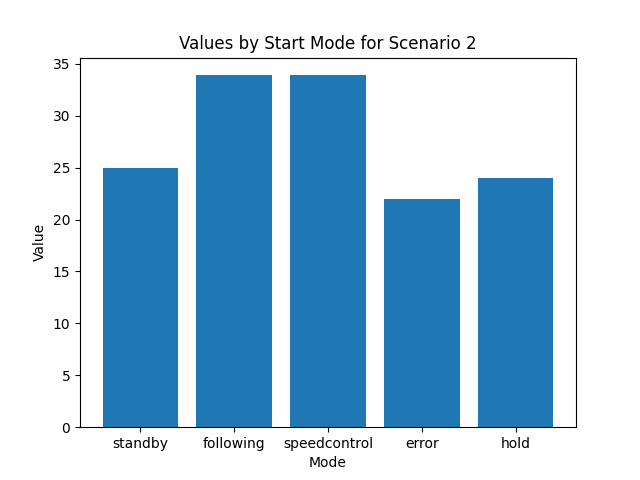 Values by Start Mode for Scenario 2
Value
35
30
25
20
15
10
5
0
standby following speedcontrol error hold
Mode